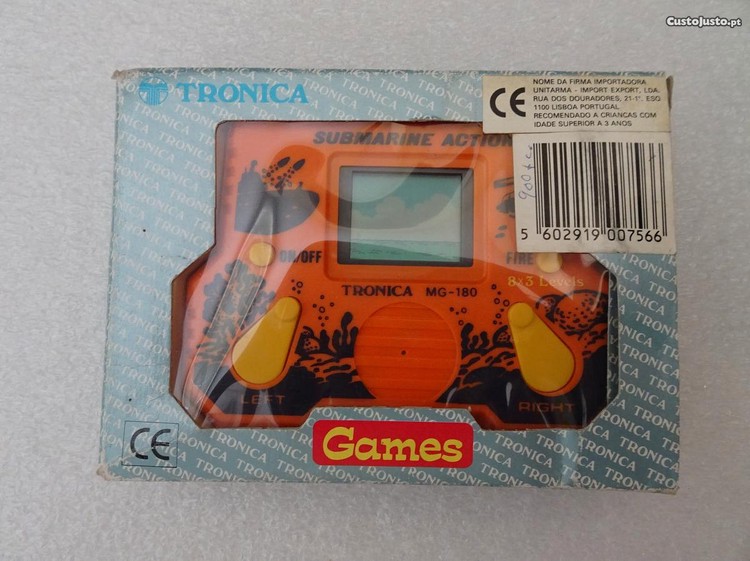 CustoJusto.pt
TRONICA
NOME DA FIRMA IMPORTADORA
UNITARMA - IMPORT EXPORT, LDA.
RUA DOS DOURADORES, 21-1º. ESQ
1100 LISBOA PORTUGAL
RECOMENDADO A CRIANCAS COM
IDADE SUPERIOR A 3 ANOS
CE
SUBMARINE ACTION
5 602919 007566
ON/OFF
FIRE
8x3 Levels
TRONICA MG-180
LEFT
RIGHT
CE
Games